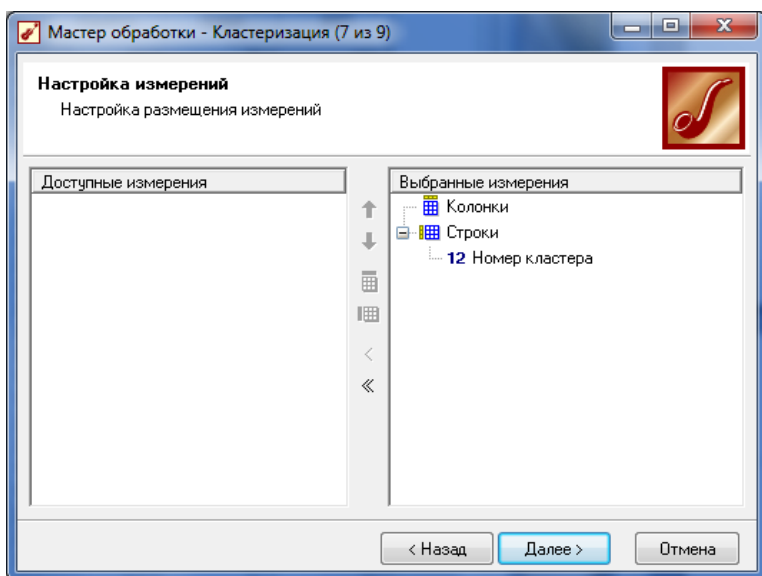 Мастер обработки - Кластеризация (7 из 9)
Настройка измерений
Настройка размещения измерений
Доступные измерения
Выбранные измерения
Колонки
Строки
12 Номер кластера
< Назад
Далее >
Отмена